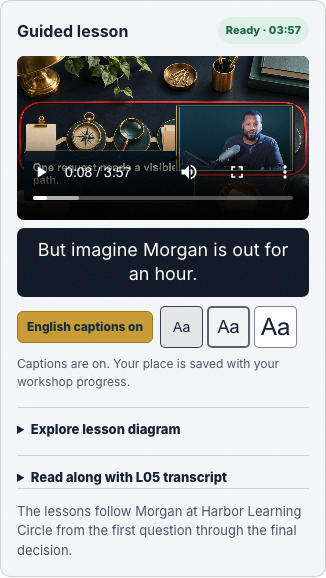 Guided lesson
Ready · 03:57
One request needs a visible
path.
0:08 / 3:57
But imagine Morgan is out for
an hour.
English captions on
Aa
Aa
Aa
Captions are on. Your place is saved with your
workshop progress.
Explore lesson diagram
Read along with L05 transcript
The lessons follow Morgan at Harbor Learning
Circle from the first question through the final
decision.